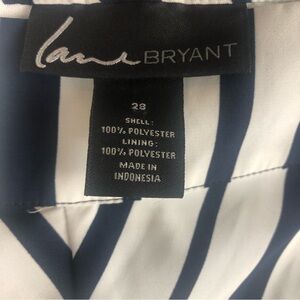 Lane BRYANT
28
SHELL:
100% POLYESTER
LINING:
100% POLYESTER
MADE IN
INDONESIA